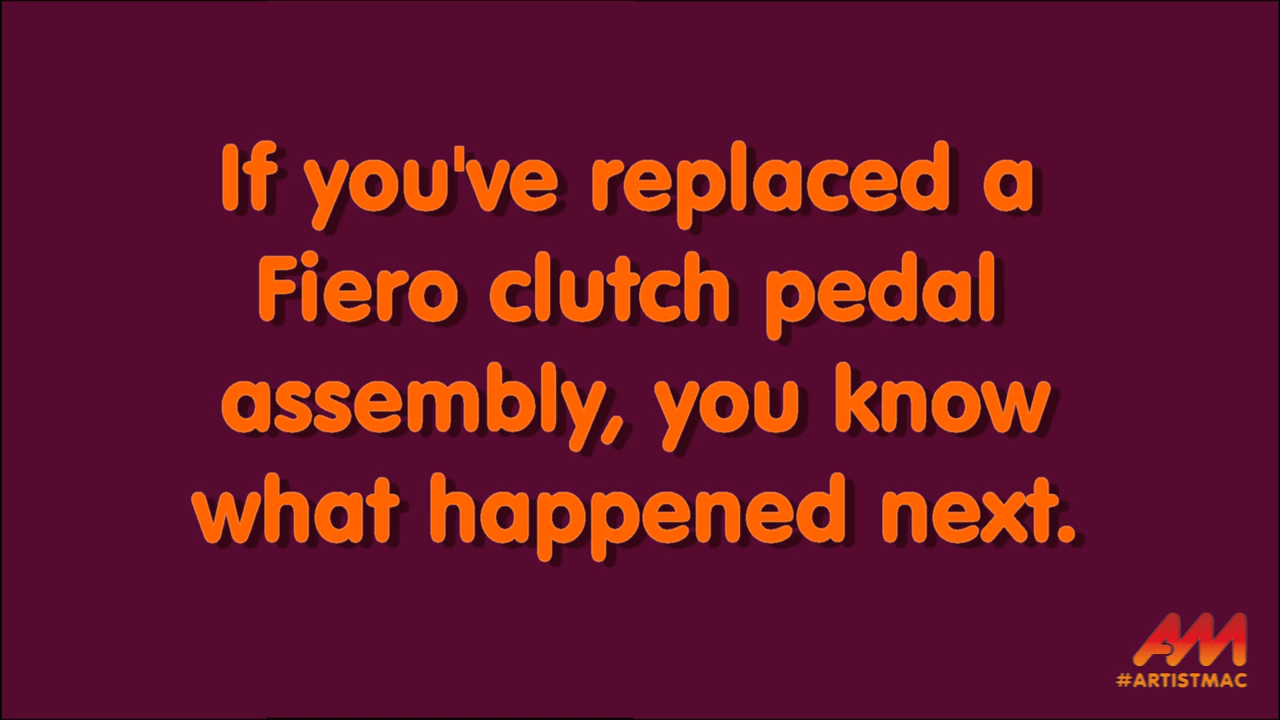 If you've replaced a
Fiero clutch pedal
assembly, you know
what happened next.
AM
#ARTISTMAC